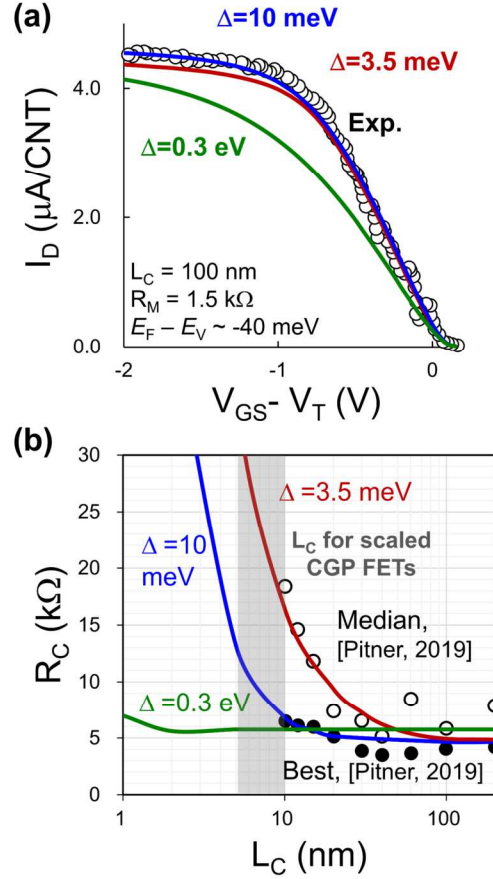 (a)
Δ=10 meV
Δ=3.5 meV
Exp.
Δ=0.3 eV
L_C = 100 nm
R_M = 1.5 kΩ
E_F – E_V ~ -40 meV
I_D (μA/CNT)
4.0
2.0
0.0
-2
-1
0
V_GS- V_T (V)
(b)
Δ =3.5 meV
Δ =10
meV
L_C for scaled
CGP FETs
Median,
[Pitner, 2019]
Δ =0.3 eV
Best, [Pitner, 2019]
R_C (kΩ)
30
25
20
15
10
5
0
1
10
100
L_C (nm)